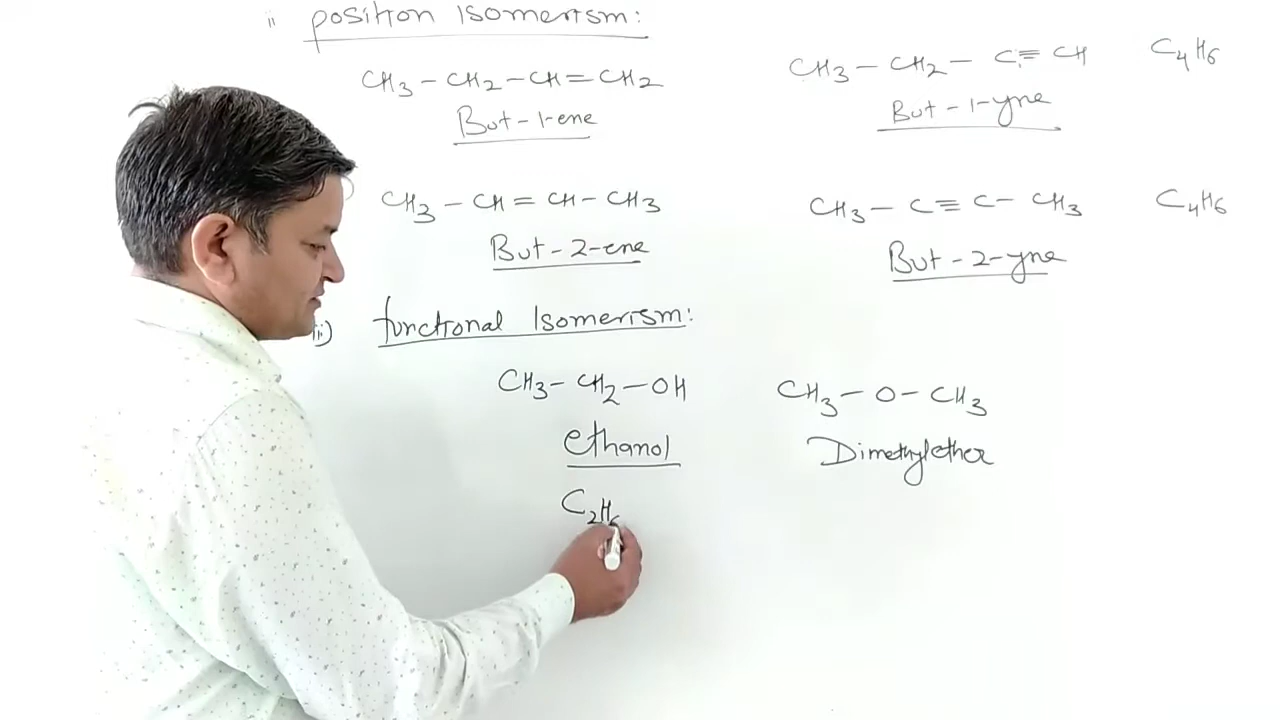 ii position Isomerism:
CH3 - CH2 - CH = CH2
But - 1-ene
CH3 - CH2 - C ≡ CH C4H6
But - 1-yne
CH3 - CH = CH - CH3
But - 2-ene
CH3 - C ≡ C - CH3 C4H6
But - 2-yne
ii) functional Isomerism:
CH3 - CH2 - OH
ethanol
C2H6
CH3 - O - CH3
Dimethylether